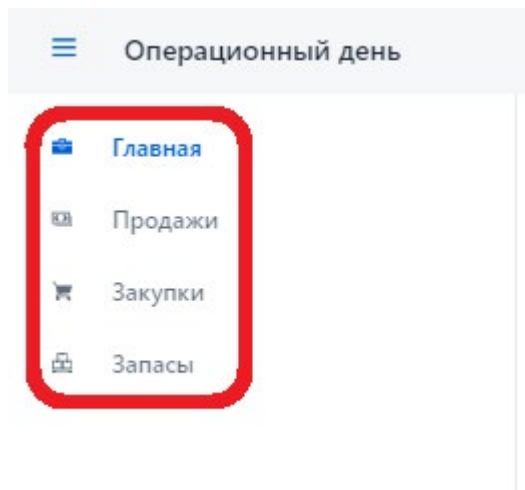 Операционный день
Главная
Продажи
Закупки
Запасы